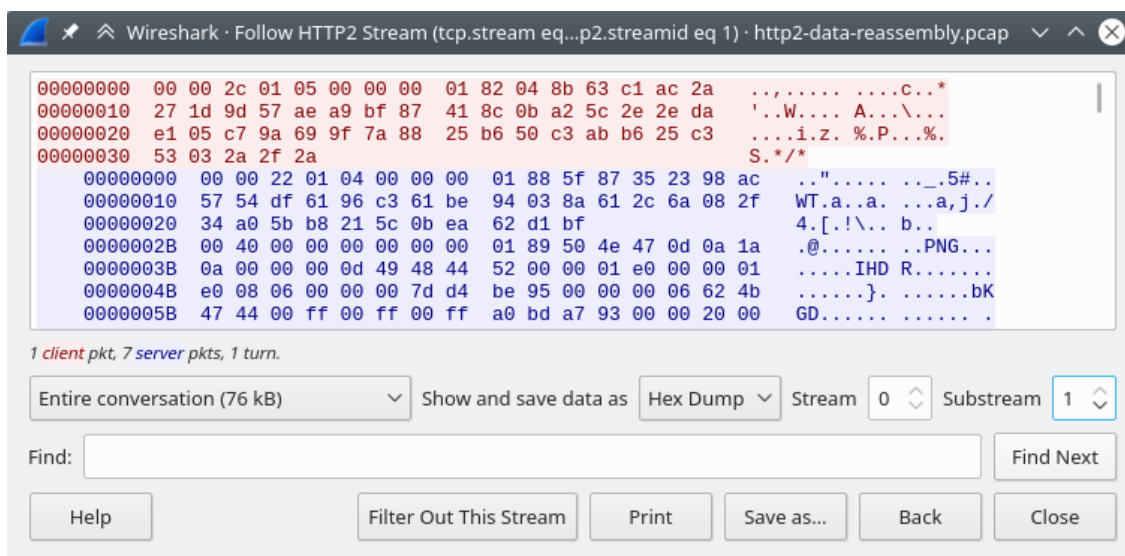 Wireshark · Follow HTTP2 Stream (tcp.stream eq...p2.streamid eq 1) · http2-data-reassembly.pcap
00000000  00 00 2c 01 05 00 00 00  01 82 04 8b 63 c1 ac 2a   ..,..... ....c..*
00000010  27 1d 9d 57 ae a9 bf 87  41 8c 0b a2 5c 2e 2e da   '..W.... A...\...
00000020  e1 05 c7 9a 69 9f 7a 88  25 b6 50 c3 ab b6 25 c3   ....i.z. %.P...%.
00000030  53 03 2a 2f 2a                                     S.*/*
00000000  00 00 22 01 04 00 00 00  01 88 5f 87 35 23 98 ac   .."..... .._.5#..
00000010  57 54 df 61 96 c3 61 be  94 03 8a 61 2c 6a 08 2f   WT.a..a. ...a,j./
00000020  34 a0 5b b8 21 5c 0b ea  62 d1 bf                  4.[.!\.. b..
0000002B  00 40 00 00 00 00 00 00  01 89 50 4e 47 0d 0a 1a   .@...... ..PNG...
0000003B  0a 00 00 00 0d 49 48 44  52 00 00 01 e0 00 00 01   .....IHD R.......
0000004B  e0 08 06 00 00 00 7d d4  be 95 00 00 00 06 62 4b   ......}. ......bK
0000005B  47 44 00 ff 00 ff 00 ff  a0 bd a7 93 00 00 20 00   GD...... ...... .
1 client pkt, 7 server pkts, 1 turn.
Entire conversation (76 kB) Show and save data as Hex Dump Stream 0 Substream 1
Find: Find Next
Help Filter Out This Stream Print Save as... Back Close